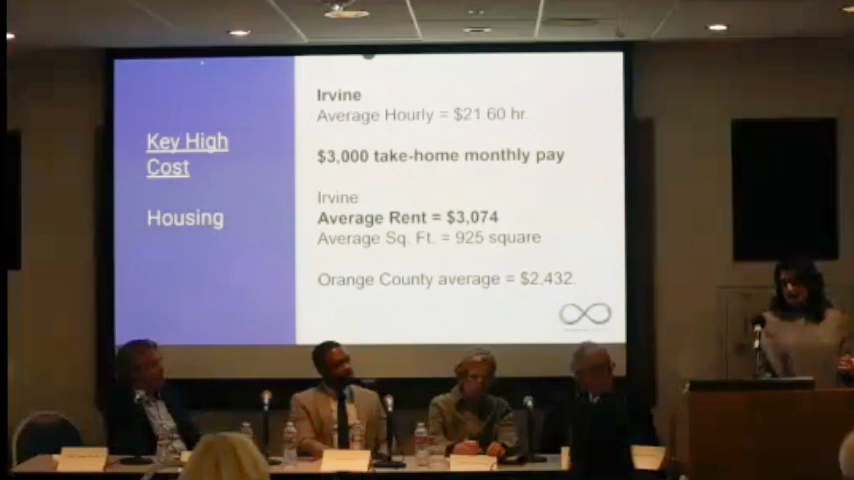 Key High
Cost
Housing
Irvine
Average Hourly = $21.60 hr.
$3,000 take-home monthly pay
Irvine
Average Rent = $3,074
Average Sq. Ft. = 925 square
Orange County average = $2,432.